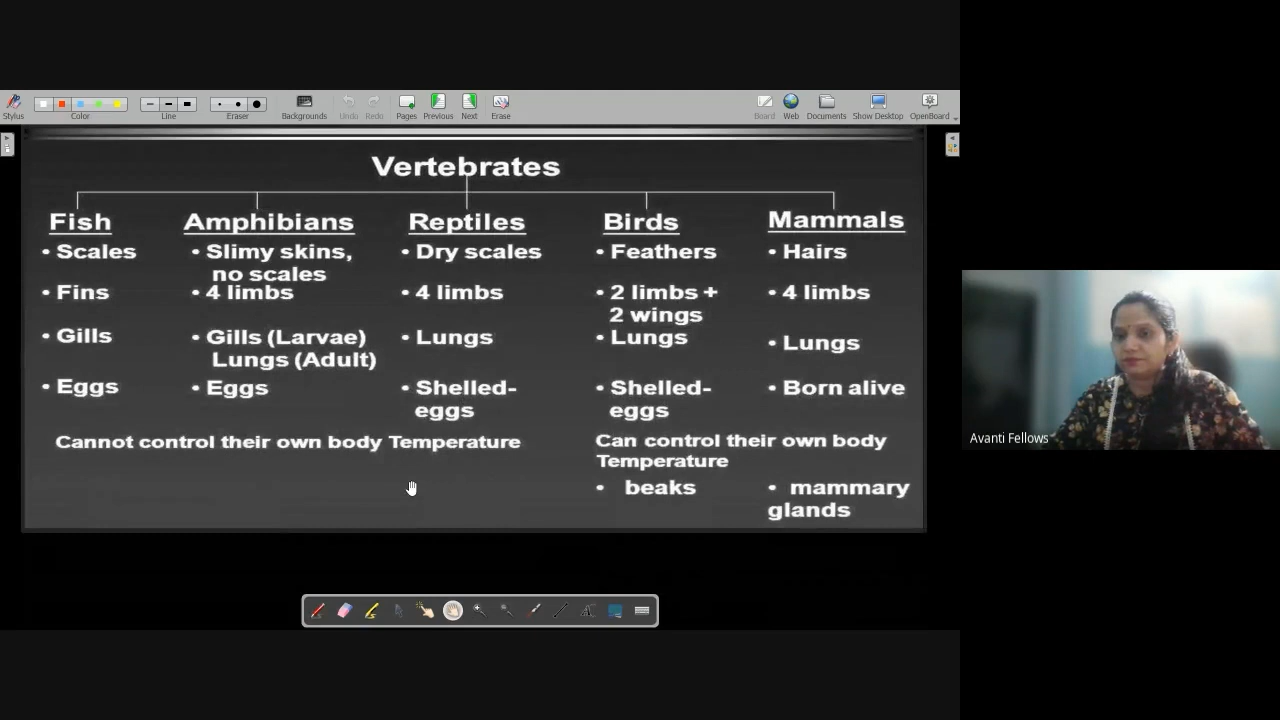 Stylus
Color
Line
Eraser
Backgrounds
Undo
Redo
Pages
Previous
Next
Erase
Board
Web
Documents
Show Desktop
OpenBoard
Vertebrates
Fish
• Scales
• Fins
• Gills
• Eggs
Amphibians
• Slimy skins,
no scales
• 4 limbs
• Gills (Larvae)
Lungs (Adult)
• Eggs
Reptiles
• Dry scales
• 4 limbs
• Lungs
• Shelled-
eggs
Cannot control their own body Temperature
Birds
• Feathers
• 2 limbs +
2 wings
• Lungs
• Shelled-
eggs
Mammals
• Hairs
• 4 limbs
• Lungs
• Born alive
Can control their own body
Temperature
• beaks
• mammary
glands
Avanti Fellows